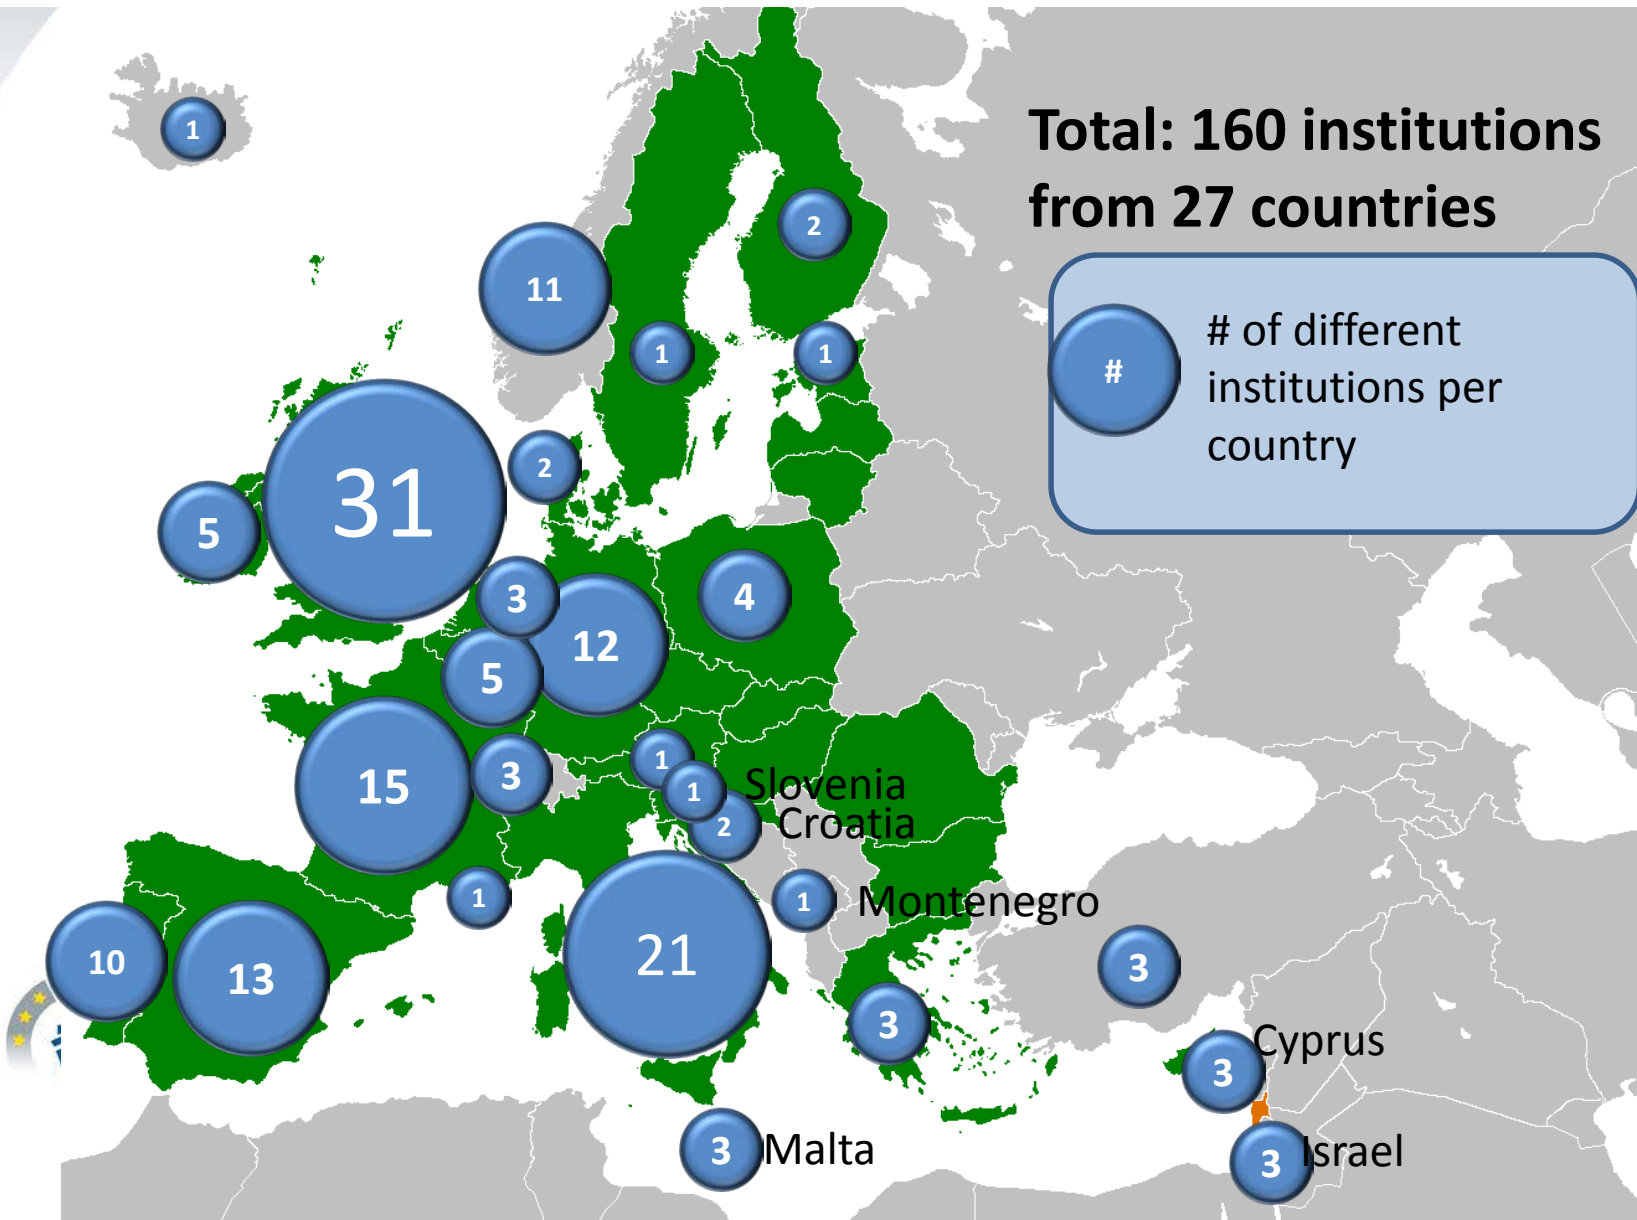 Total: 160 institutions
from 27 countries
#
# of different
institutions per
country
1
2
11
1
1
2
31
5
3
4
12
5
1
3
15
1
Slovenia
2
Croatia
1
1
Montenegro
10
13
21
3
3
3
Cyprus
3
Malta
3
Israel